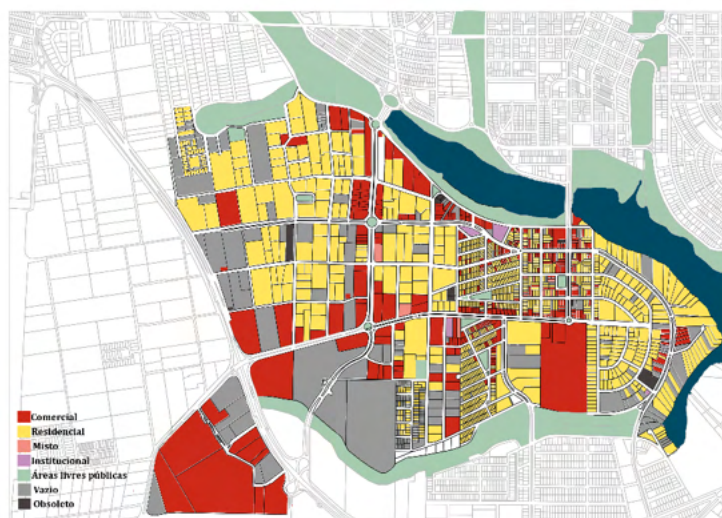 Comercial
Residencial
Misto
Institucional
Áreas livres públicas
Vazio
Obsoleto